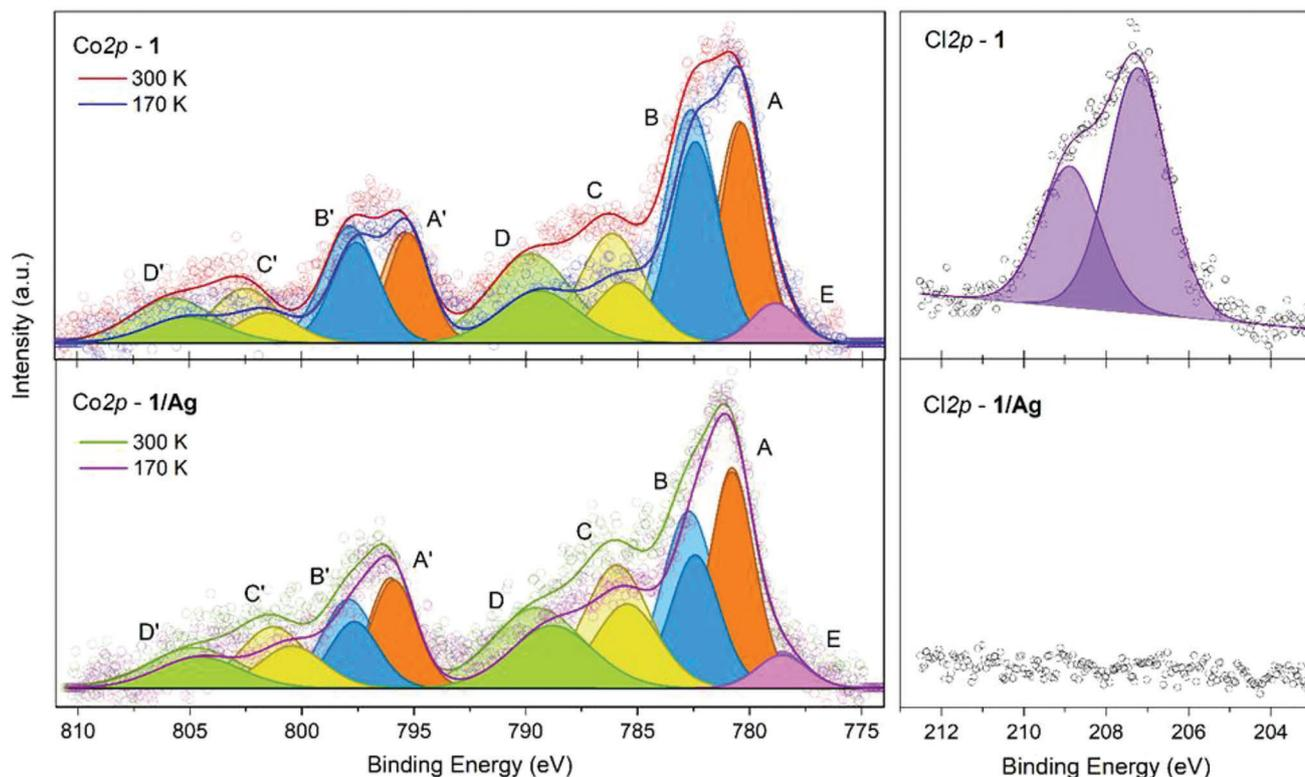 Co2p - 1
300 K
170 K
A
B
C
D
E
A'
B'
C'
D'
Cl2p - 1
Intensity (a.u.)
Co2p - 1/Ag
300 K
170 K
A
B
C
D
E
A'
B'
C'
D'
Cl2p - 1/Ag
810 805 800 795 790 785 780 775
212 210 208 206 204
Binding Energy (eV)
Binding Energy (eV)